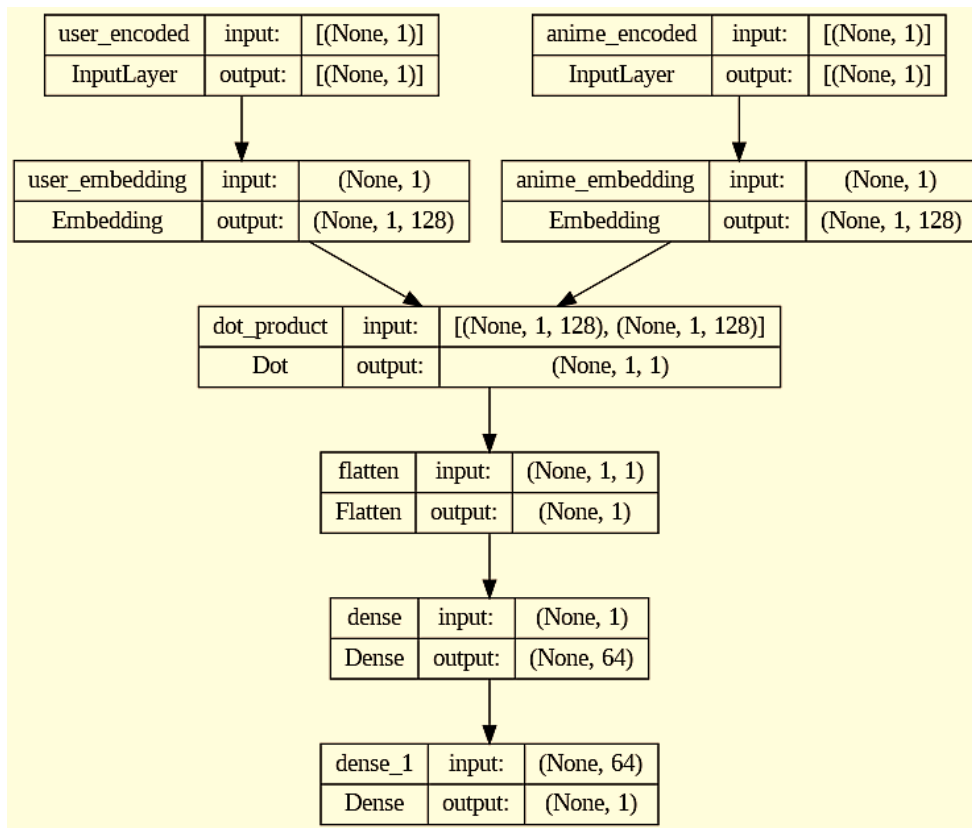 user_encoded input: [(None, 1)]
InputLayer output: [(None, 1)]
anime_encoded input: [(None, 1)]
InputLayer output: [(None, 1)]
user_embedding input: (None, 1)
Embedding output: (None, 1, 128)
anime_embedding input: (None, 1)
Embedding output: (None, 1, 128)
dot_product input: [(None, 1, 128), (None, 1, 128)]
Dot output: (None, 1, 1)
flatten input: (None, 1, 1)
Flatten output: (None, 1)
dense input: (None, 1)
Dense output: (None, 64)
dense_1 input: (None, 64)
Dense output: (None, 1)